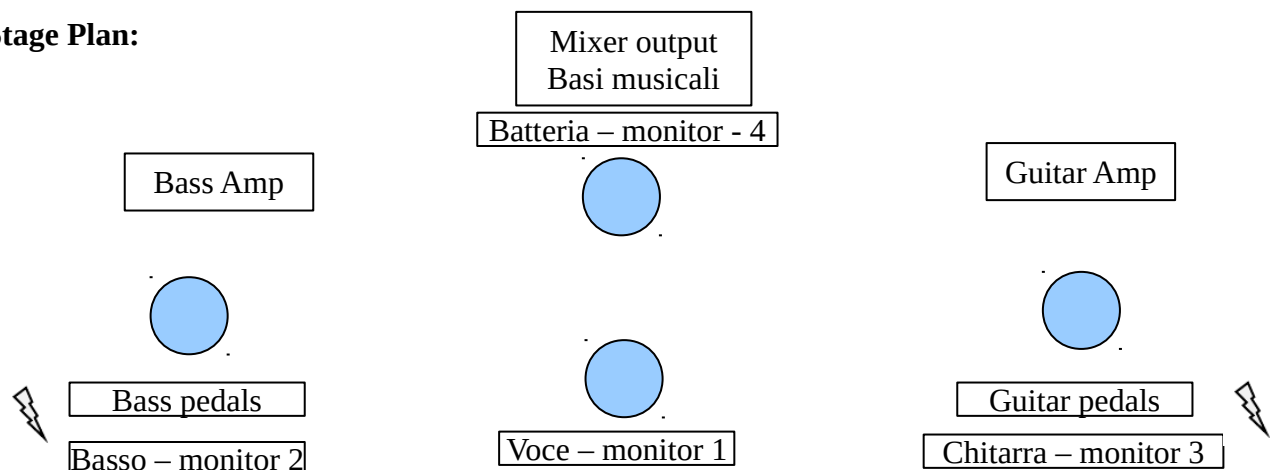 tage Plan:
Mixer output
Basi musicali
Batteria – monitor - 4
Bass Amp
Guitar Amp
Bass pedals
Guitar pedals
Basso – monitor 2
Voce – monitor 1
Chitarra – monitor 3